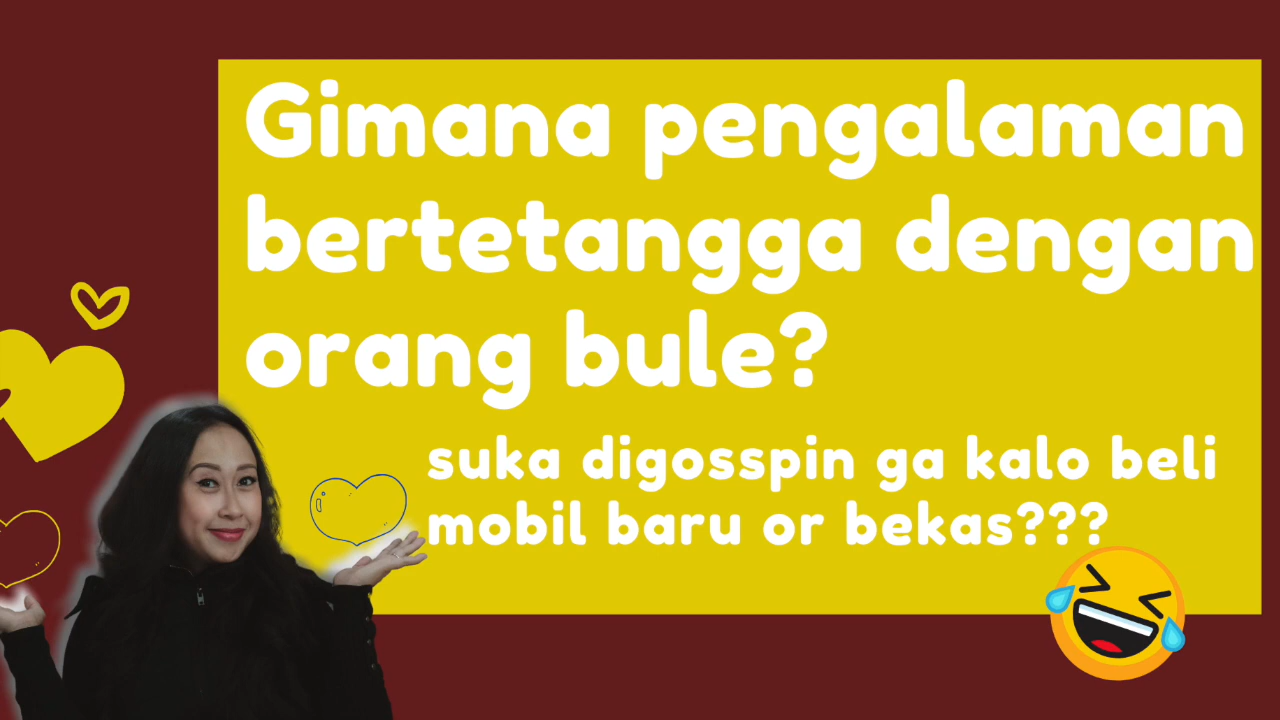 Gimana pengalaman
bertetangga dengan
orang bule?
suka digosspin ga kalo beli
mobil baru or bekas???